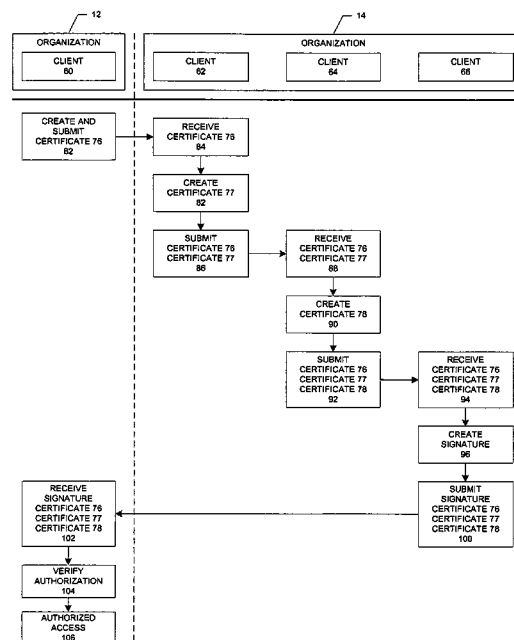 12
14
ORGANIZATION
CLIENT
60
ORGANIZATION
CLIENT
62
CLIENT
64
CLIENT
66
CREATE AND
SUBMIT
CERTIFICATE 76
82
RECEIVE
CERTIFICATE 76
84
CREATE
CERTIFICATE 77
82
SUBMIT
CERTIFICATE 76
CERTIFICATE 77
86
RECEIVE
CERTIFICATE 76
CERTIFICATE 77
88
CREATE
CERTIFICATE 78
90
SUBMIT
CERTIFICATE 76
CERTIFICATE 77
CERTIFICATE 78
92
RECEIVE
CERTIFICATE 76
CERTIFICATE 77
CERTIFICATE 78
94
CREATE
SIGNATURE
96
SUBMIT
SIGNATURE
CERTIFICATE 76
CERTIFICATE 77
CERTIFICATE 78
100
RECEIVE
SIGNATURE
CERTIFICATE 76
CERTIFICATE 77
CERTIFICATE 78
102
VERIFY
AUTHORIZATION
104
AUTHORIZED
ACCESS
106